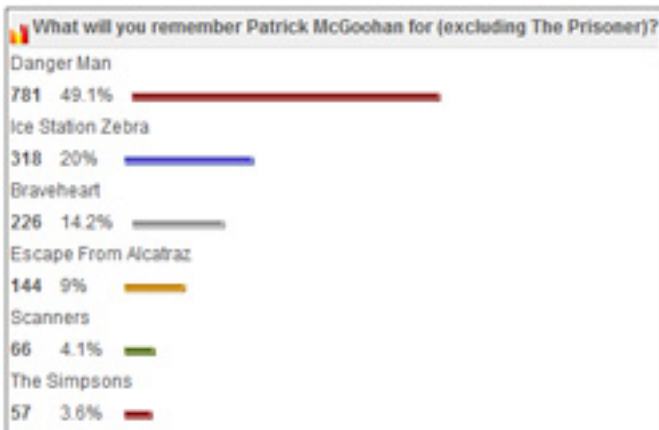 What will you remember Patrick McGoohan for (excluding The Prisoner)?
Danger Man
781 49.1%
Ice Station Zebra
318 20%
Braveheart
226 14.2%
Escape From Alcatraz
144 9%
Scanners
66 4.1%
The Simpsons
57 3.6%